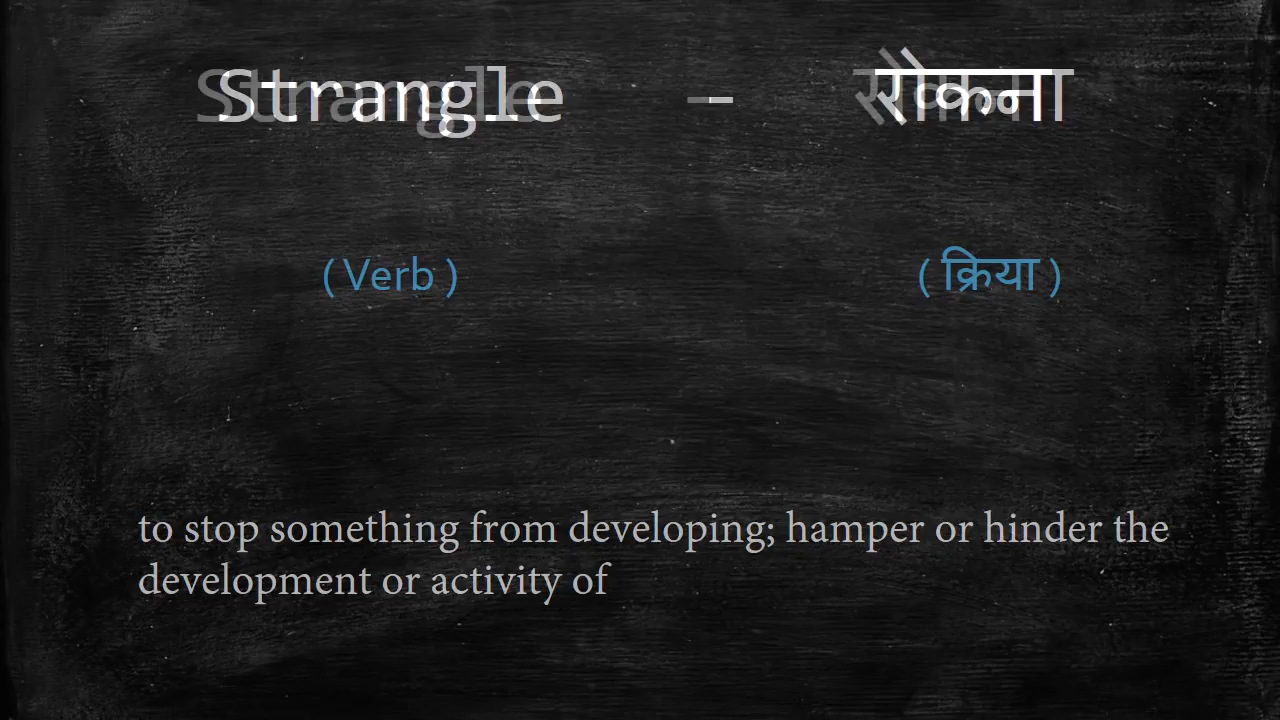 Strangle – रोकना
( Verb ) ( क्रिया )
to stop something from developing; hamper or hinder the
development or activity of